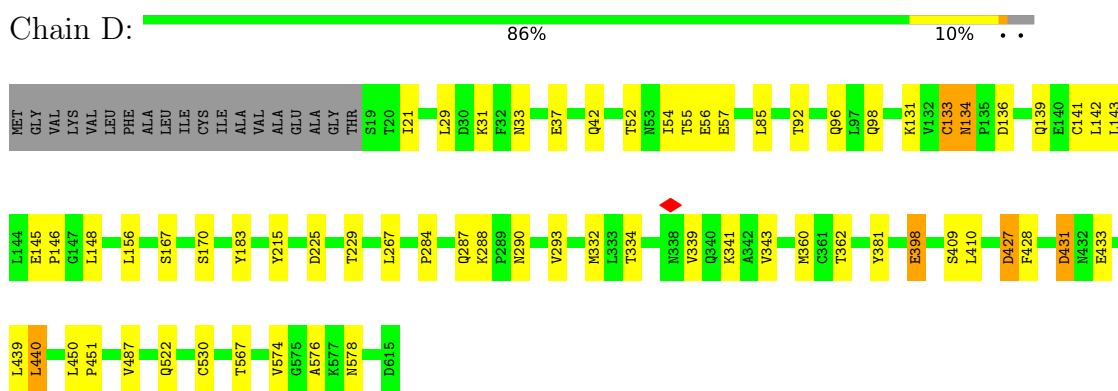 Chain D:
86% 10% • •
MET GLY VAL LYS VAL LEU PHE ALA LEU ILE CYS ILE ALA VAL ALA GLU ALA GLY THR S19 T20 I21 L29 D30 K31 F32 N33 E37 Q42 T52 N53 I54 T55 E56 E57 L85 T92 Q96 L97 Q98 K131 V132 C133 N134 P135 D136 Q139 E140 C141 L142 L143
L144 E145 P146 G147 L148 L156 S167 S170 Y183 Y215 D225 T229 L267 P284 Q287 K288 P289 N290 V293 M332 L333 T334 N338 V339 Q340 K341 A342 V343 M360 C361 T362 Y381 E398 S409 L410 D427 F428 D431 N432 E433
L439 L440 L450 P451 V487 Q522 C530 T567 V574 G575 A576 K577 N578 D615